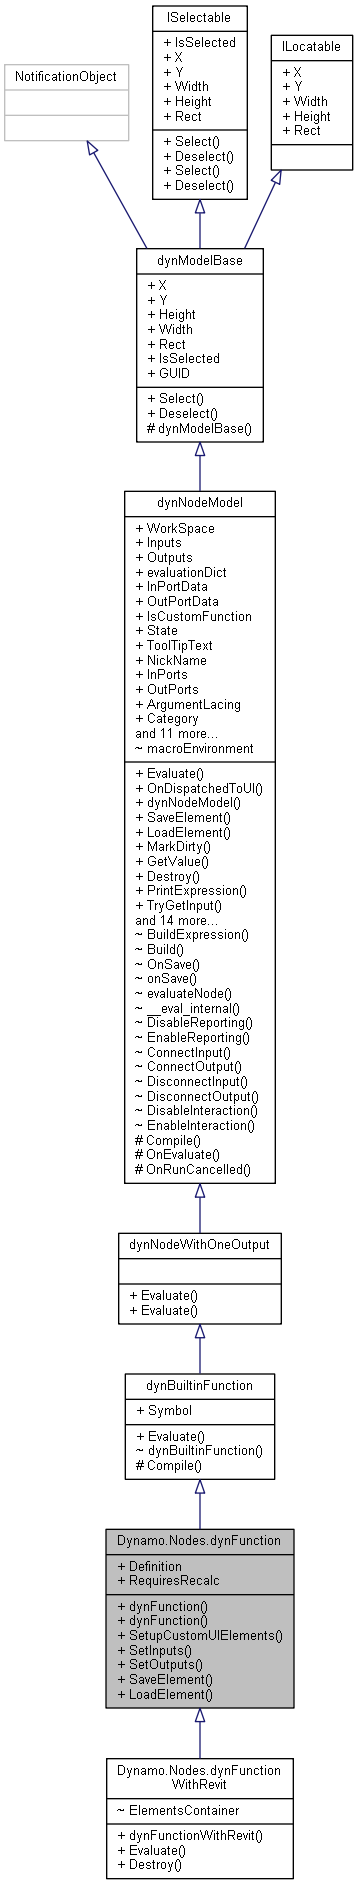 ISelectable
+ IsSelected
+ X
+ Y
+ Width
+ Height
+ Rect
+ Select()
+ Deselect()
+ Select()
+ Deselect()
ILocatable
+ X
+ Y
+ Width
+ Height
+ Rect
NotificationObject
dynModelBase
+ X
+ Y
+ Height
+ Width
+ Rect
+ IsSelected
+ GUID
+ Select()
+ Deselect()
# dynModelBase()
dynNodeModel
+ WorkSpace
+ Inputs
+ Outputs
+ evaluationDict
+ InPortData
+ OutPortData
+ IsCustomFunction
+ State
+ ToolTipText
+ NickName
+ InPorts
+ OutPorts
+ ArgumentLacing
+ Category
and 11 more...
~ macroEnvironment
+ Evaluate()
+ OnDispatchedToUI()
+ dynNodeModel()
+ SaveElement()
+ LoadElement()
+ MarkDirty()
+ GetValue()
+ Destroy()
+ PrintExpression()
+ TryGetInput()
and 14 more...
~ BuildExpression()
~ Build()
~ OnSave()
~ onSave()
~ evaluateNode()
~ __eval_internal()
~ DisableReporting()
~ EnableReporting()
~ ConnectInput()
~ ConnectOutput()
~ DisconnectInput()
~ DisconnectOutput()
~ DisableInteraction()
~ EnableInteraction()
# Compile()
# OnEvaluate()
# OnRunCancelled()
dynNodeWithOneOutput
+ Evaluate()
+ Evaluate()
dynBuiltinFunction
+ Symbol
+ Evaluate()
~ dynBuiltinFunction()
# Compile()
Dynamo.Nodes.dynFunction
+ Definition
+ RequiresRecalc
+ dynFunction()
+ dynFunction()
+ SetupCustomUIElements()
+ SetInputs()
+ SetOutputs()
+ SaveElement()
+ LoadElement()
Dynamo.Nodes.dynFunction
WithRevit
~ ElementsContainer
+ dynFunctionWithRevit()
+ Evaluate()
+ Destroy()